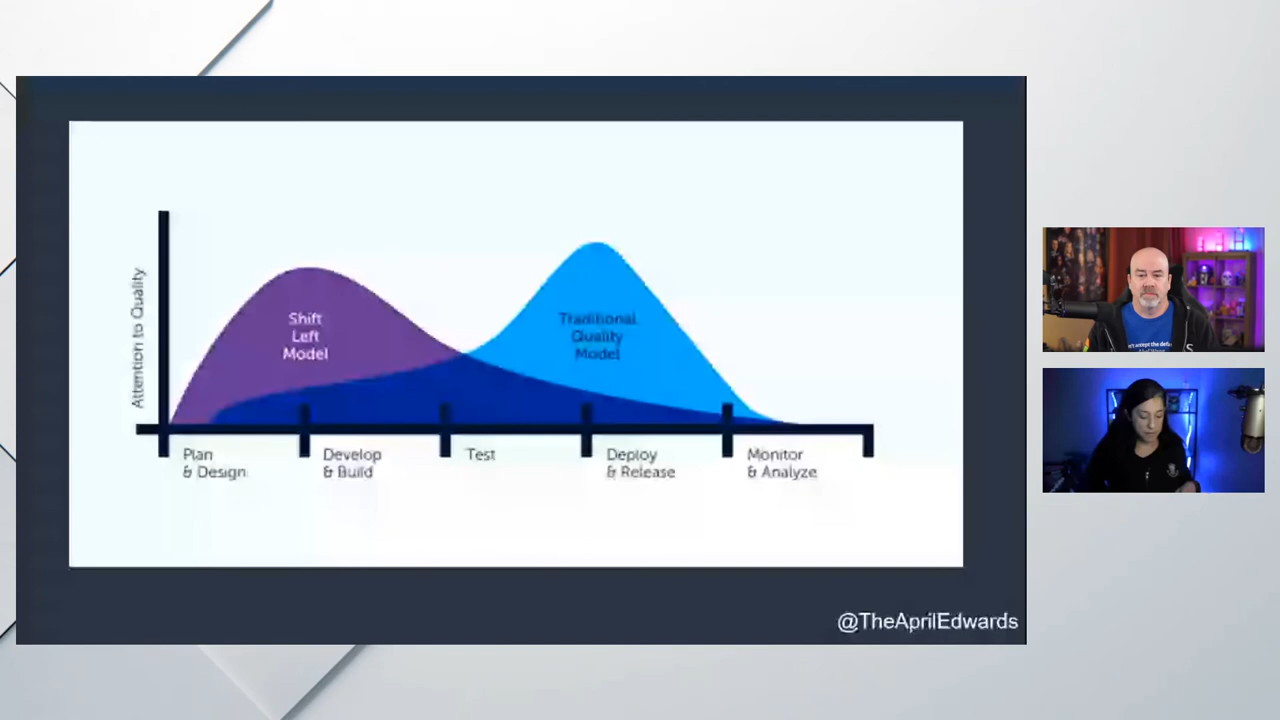 Attention to Quality
Shift
Left
Model
Traditional
Quality
Model
Plan
& Design
Develop
& Build
Test
Deploy
& Release
Monitor
& Analyze
@TheAprilEdwards